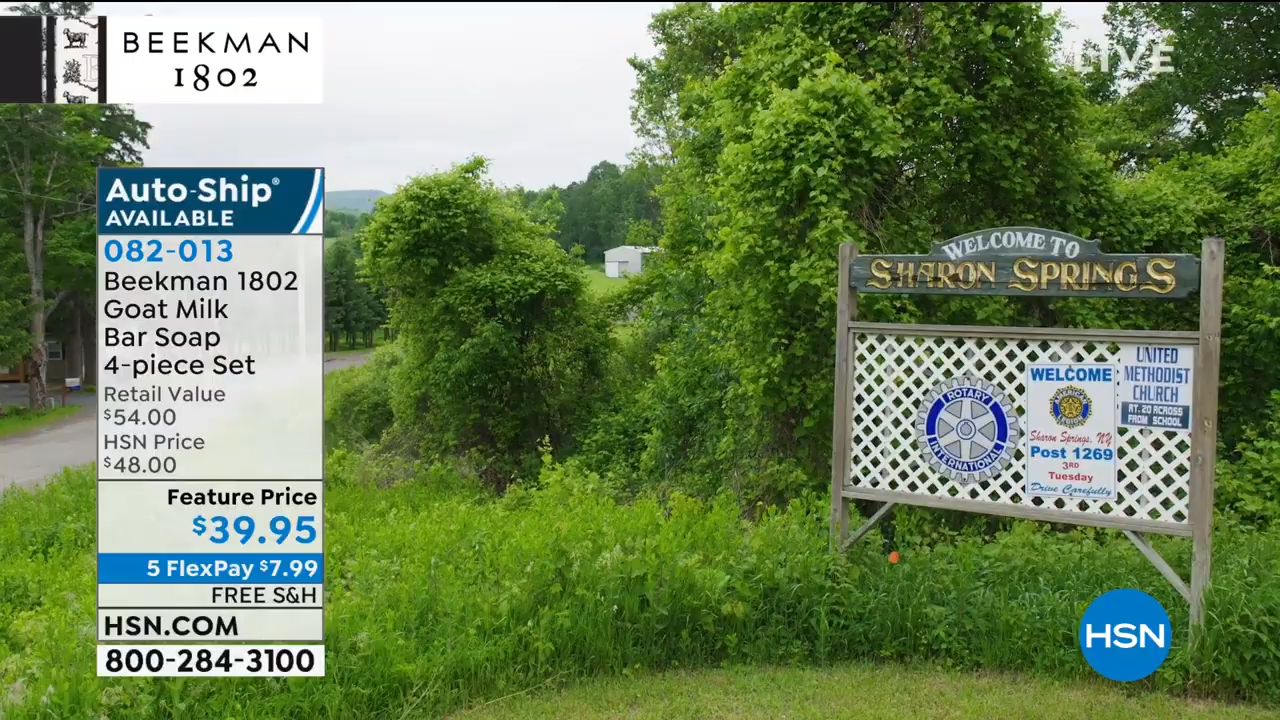 BEEKMAN
1802
LIVE
Auto-Ship®
AVAILABLE
082-013
Beekman 1802
Goat Milk
Bar Soap
4-piece Set
Retail Value
$54.00
HSN Price
$48.00
Feature Price
$39.95
5 FlexPay $7.99
FREE S&H
HSN.COM
800-284-3100
WELCOME TO
SHARON SPRINGS
ROTARY
INTERNATIONAL
WELCOME
AMERICAN
LEGION
Sharon Springs, NY
Post 1269
3RD
Tuesday
Drive Carefully
UNITED
METHODIST
CHURCH
RT. 20 ACROSS
FROM SCHOOL
HSN